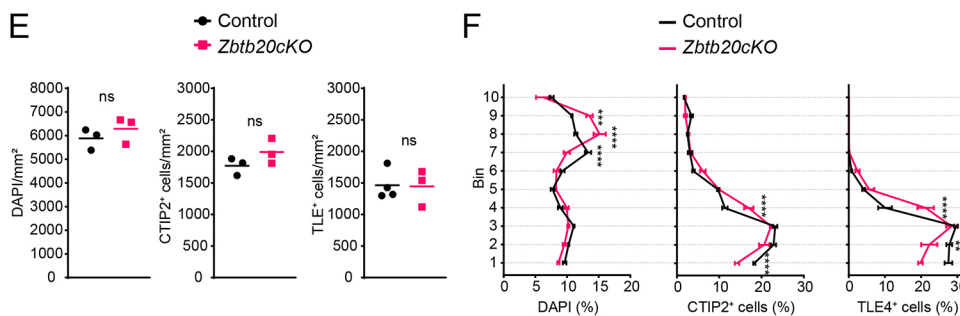 E
Control
Zbtb20cKO
F
Control
Zbtb20cKO
DAPI/mm²
8000
7000
6000
5000
4000
3000
2000
1000
0
ns
CTIP2⁺ cells/mm²
3000
2500
2000
1500
1000
500
0
ns
TLE⁺ cells/mm²
3000
2500
2000
1500
1000
500
0
ns
Bin
10
9
8
7
6
5
4
3
2
1
***
****
****
0 5 10 15 20
DAPI (%)
****
****
0 10 20 30
CTIP2⁺ cells (%)
****
**
0 10 20 30
TLE4⁺ cells (%)